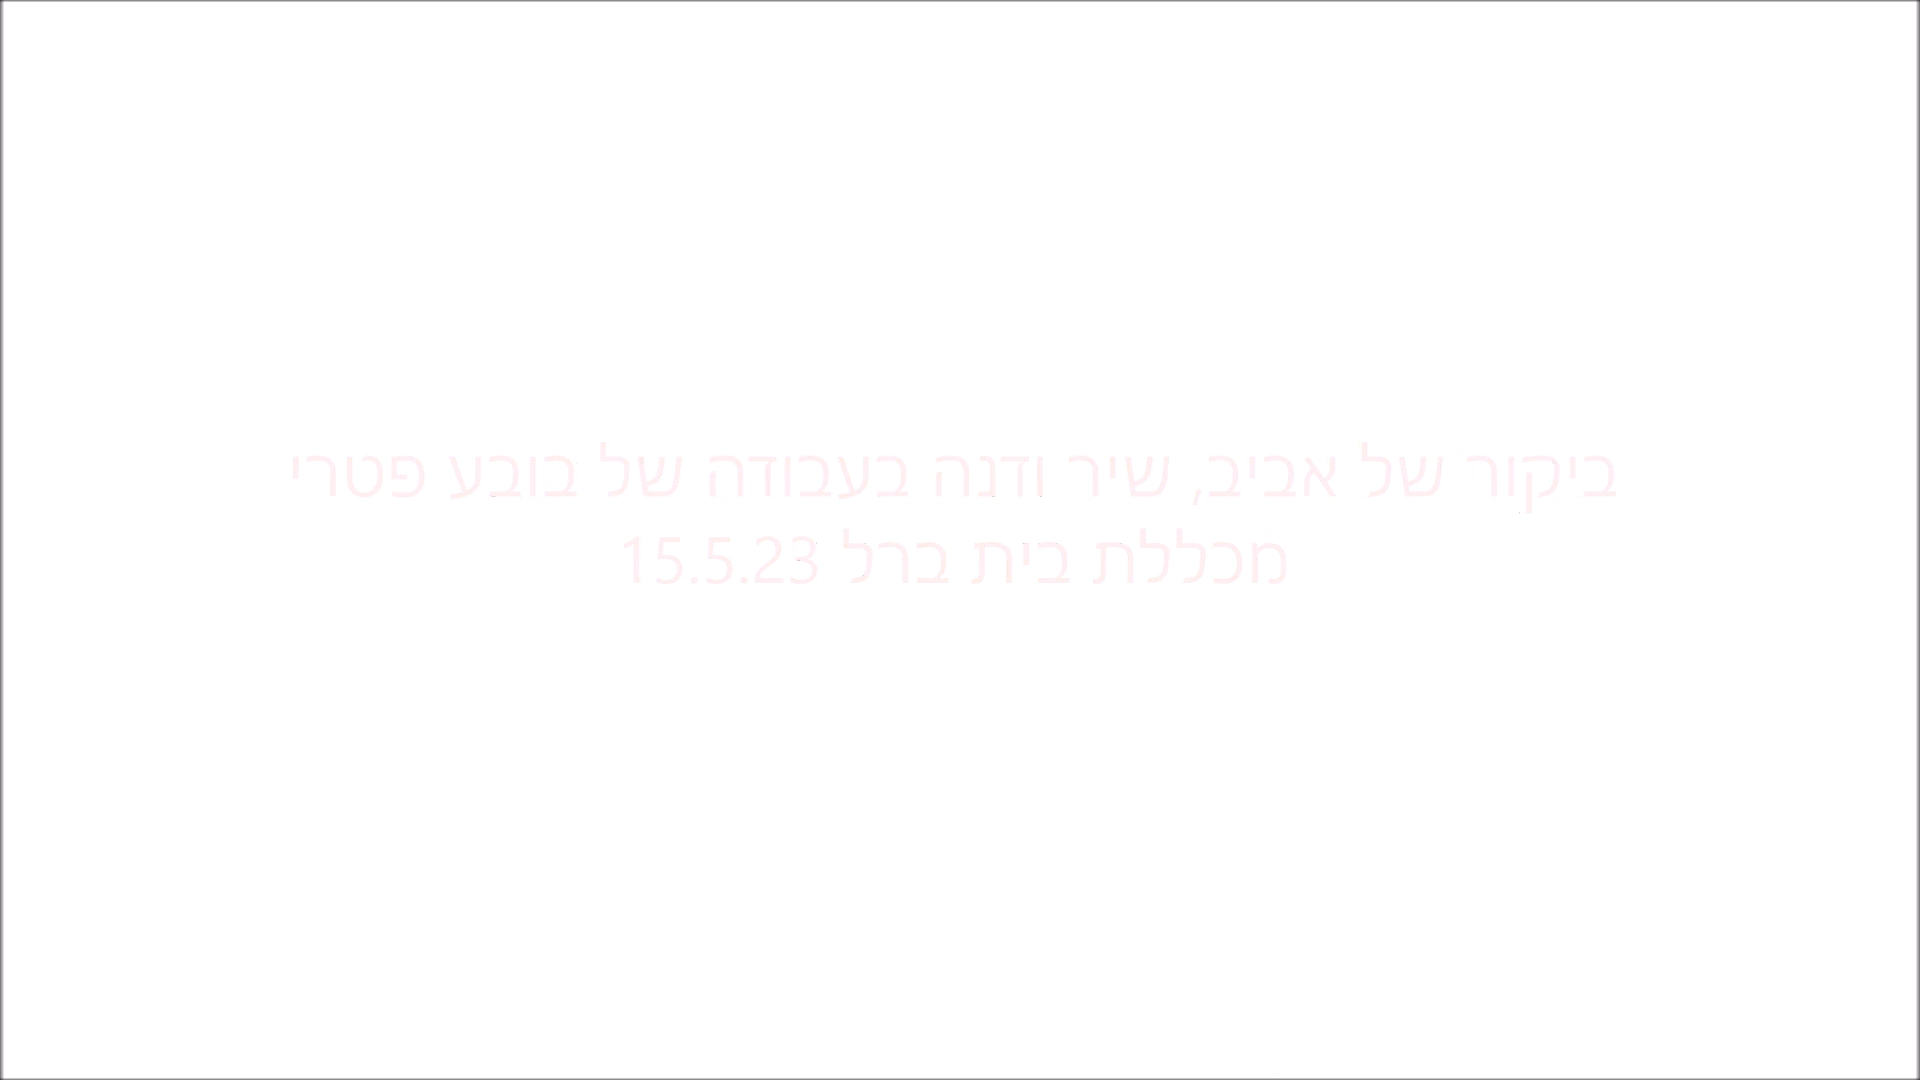 ביקור של אביב, שיר ודנה בעבודה של בובע פטרי
מכללת בית ברל 15.5.23